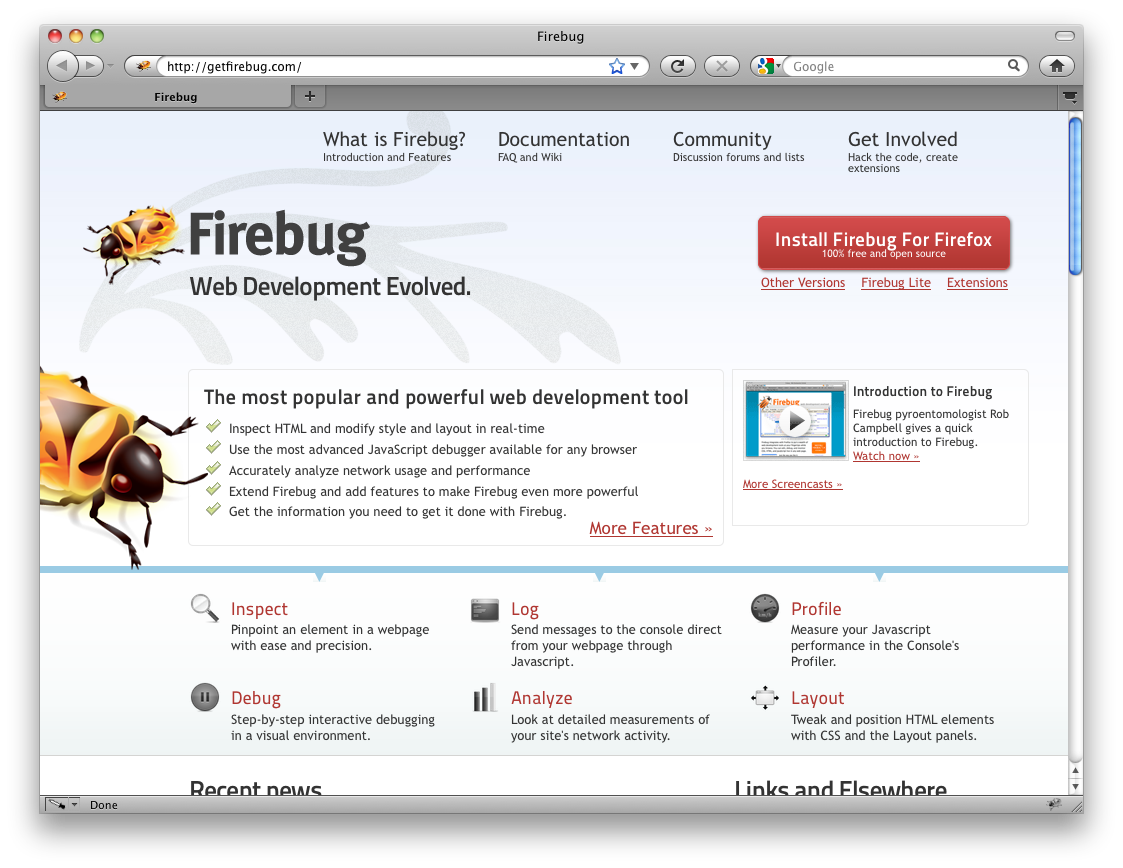 Firebug
http://getfirebug.com/
Google
Firebug
What is Firebug?
Introduction and Features
Documentation
FAQ and Wiki
Community
Discussion forums and lists
Get Involved
Hack the code, create
extensions
Firebug
Web Development Evolved.
Install Firebug For Firefox
100% free and open source
Other Versions
Firebug Lite
Extensions
The most popular and powerful web development tool
Inspect HTML and modify style and layout in real-time
Use the most advanced JavaScript debugger available for any browser
Accurately analyze network usage and performance
Extend Firebug and add features to make Firebug even more powerful
Get the information you need to get it done with Firebug.
More Features »
Firebug
Introduction to Firebug
Firebug pyroentomologist Rob
Campbell gives a quick
introduction to Firebug.
Watch now »
More Screencasts »
Inspect
Pinpoint an element in a webpage
with ease and precision.
Log
Send messages to the console direct
from your webpage through
Javascript.
Profile
Measure your Javascript
performance in the Console's
Profiler.
Debug
Step-by-step interactive debugging
in a visual environment.
Analyze
Look at detailed measurements of
your site's network activity.
Layout
Tweak and position HTML elements
with CSS and the Layout panels.
Recent news
Links and Elsewhere
Done